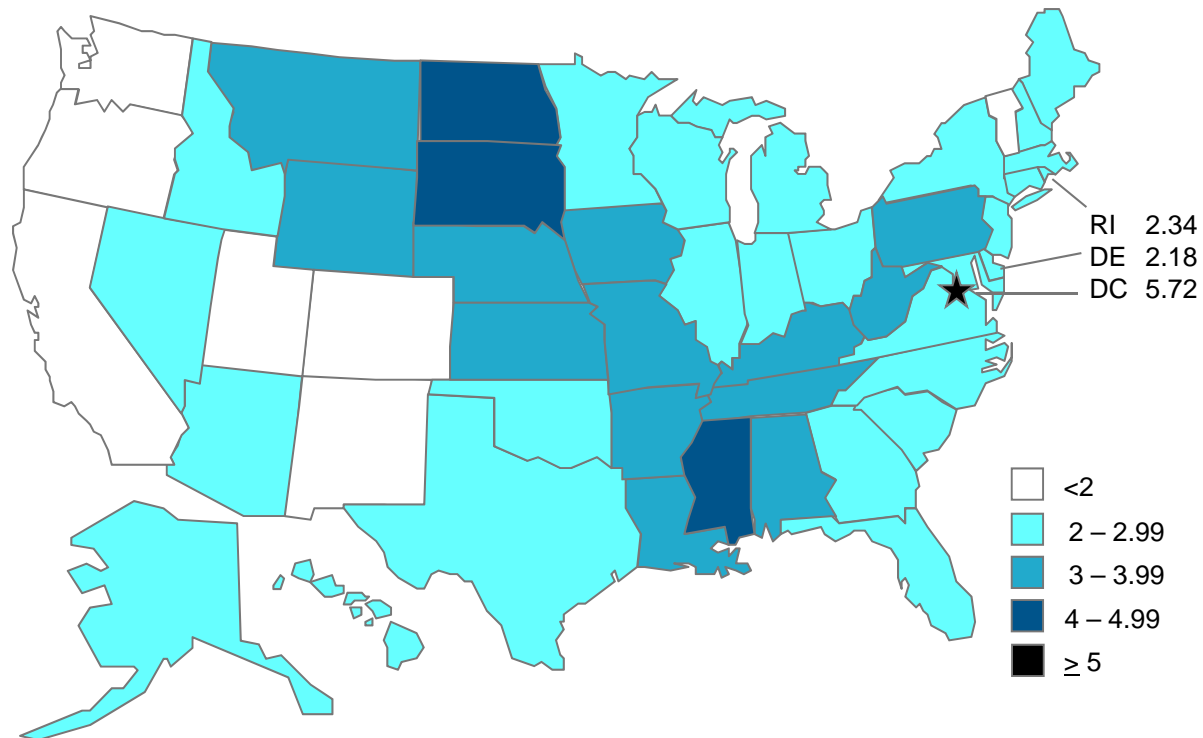 RI 2.34
DE 2.18
DC 5.72
<2
2 – 2.99
3 – 3.99
4 – 4.99
≥ 5